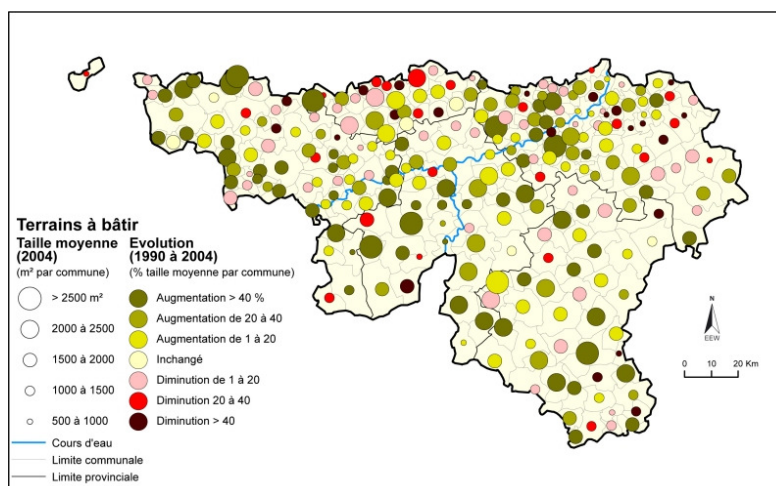 Terrains à bâtir
Taille moyenne
(2004)
(m² par commune)
> 2500 m²
2000 à 2500
1500 à 2000
1000 à 1500
500 à 1000
Evolution
(1990 à 2004)
(% taille moyenne par commune)
Augmentation > 40 %
Augmentation de 20 à 40
Augmentation de 1 à 20
Inchangé
Diminution de 1 à 20
Diminution 20 à 40
Diminution > 40
Cours d'eau
Limite communale
Limite provinciale
N
EEW
0 10 20 Km